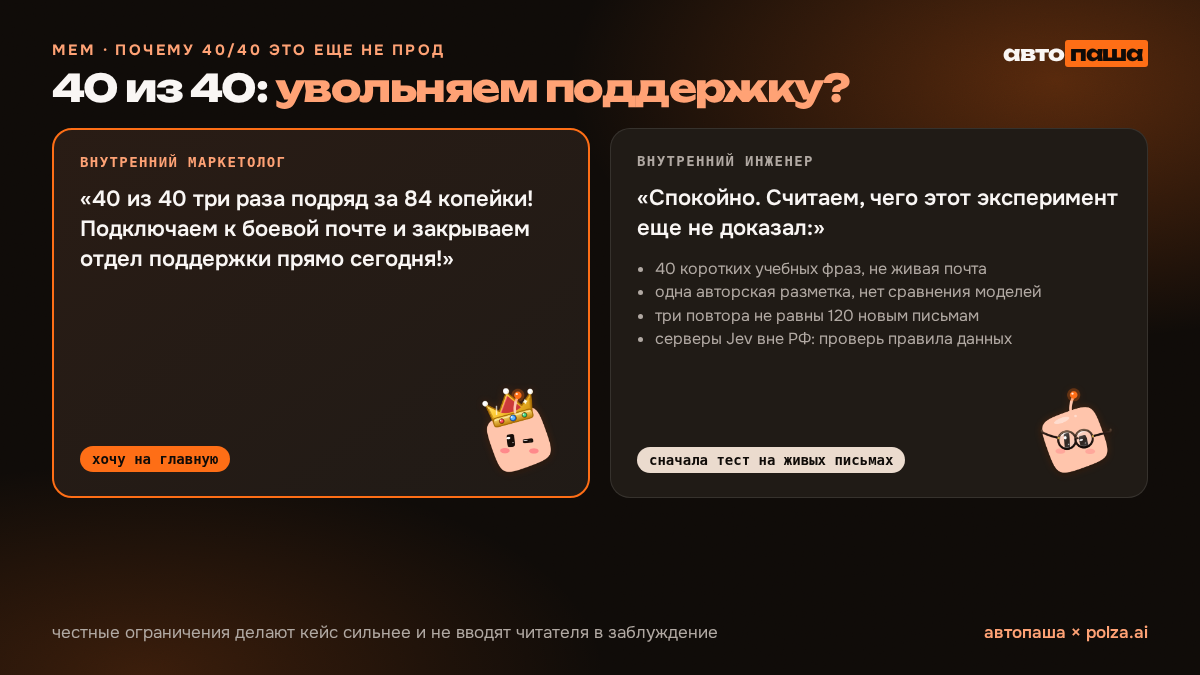 МЕМ · ПОЧЕМУ 40/40 ЭТО ЕЩЕ НЕ ПРОД
автопаша
40 из 40: увольняем поддержку?
ВНУТРЕННИЙ МАРКЕТОЛОГ
«40 из 40 три раза подряд за 84 копейки!
Подключаем к боевой почте и закрываем
отдел поддержки прямо сегодня!»
хочу на главную
ВНУТРЕННИЙ ИНЖЕНЕР
«Спокойно. Считаем, чего этот эксперимент
еще не доказал:»
• 40 коротких учебных фраз, не живая почта
• одна авторская разметка, нет сравнения моделей
• три повтора не равны 120 новым письмам
• серверы Jev вне РФ: проверь правила данных
сначала тест на живых письмах
честные ограничения делают кейс сильнее и не вводят читателя в заблуждение
автопаша × polza.ai